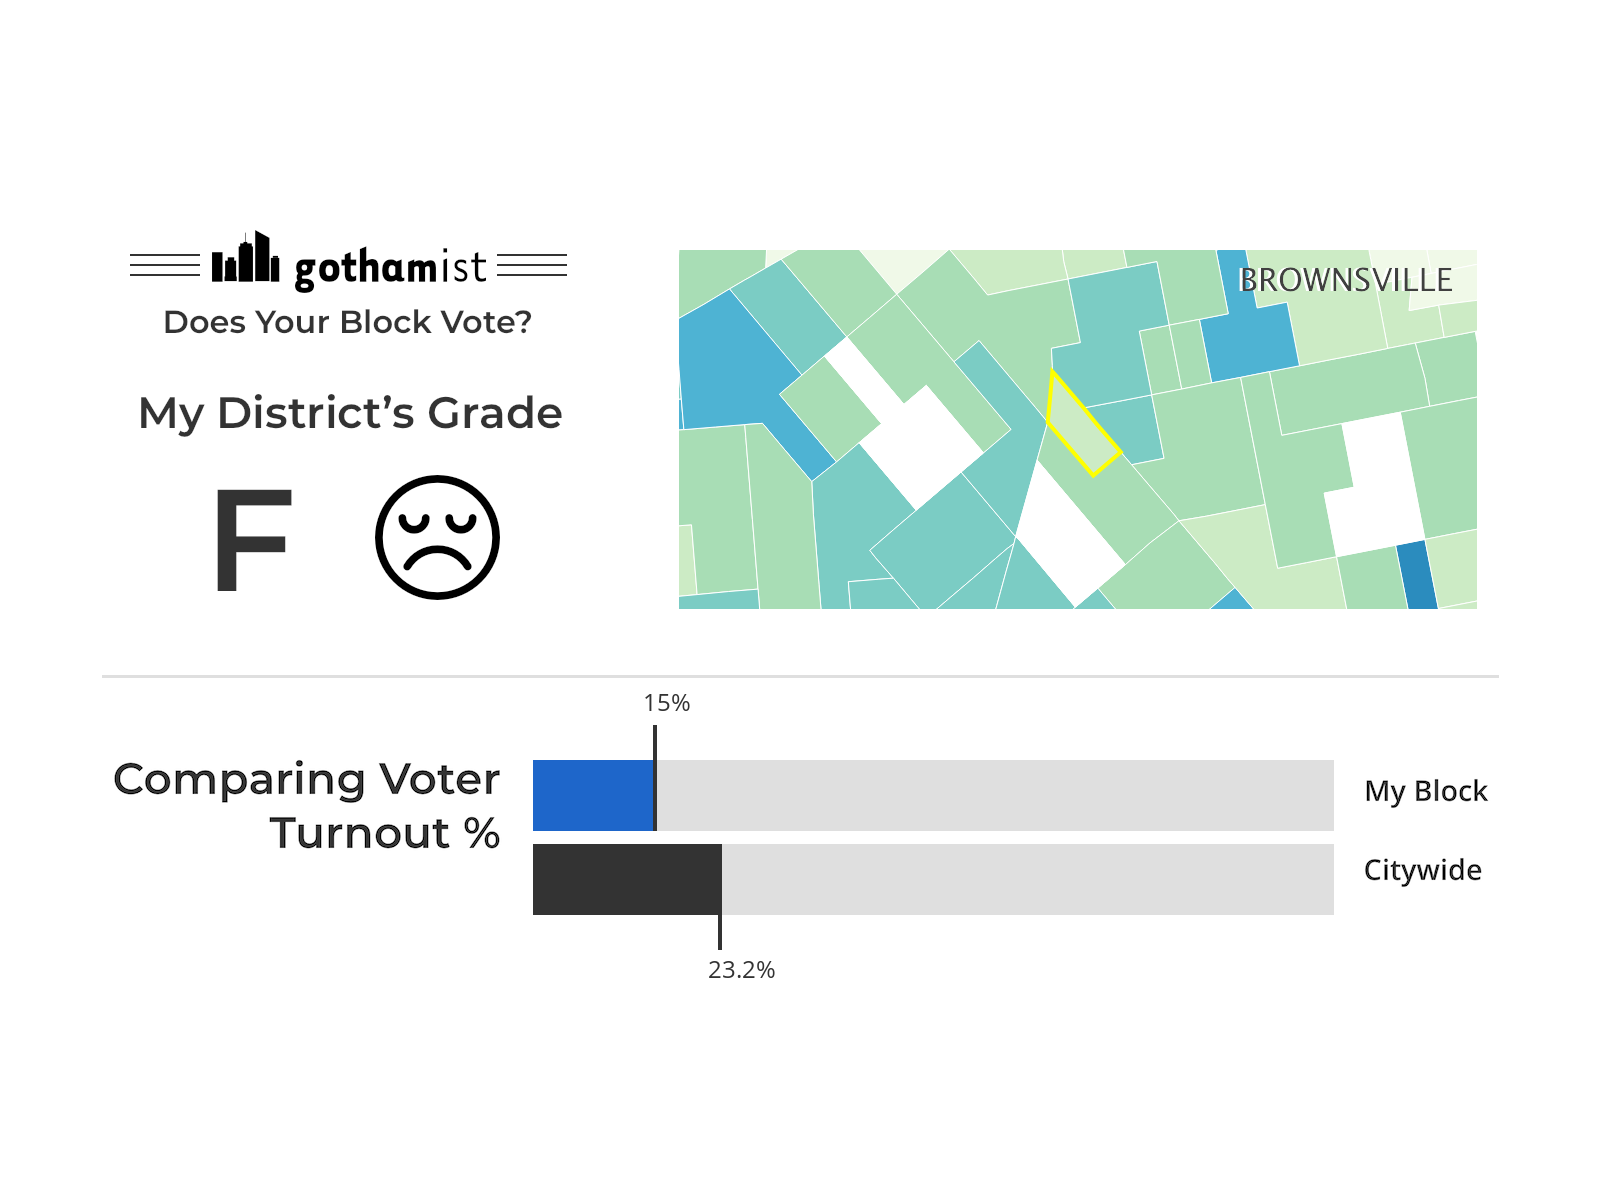 gothamist
Does Your Block Vote?
My District’s Grade
F
BROWNSVILLE
15%
Comparing Voter
Turnout %
My Block
Citywide
23.2%